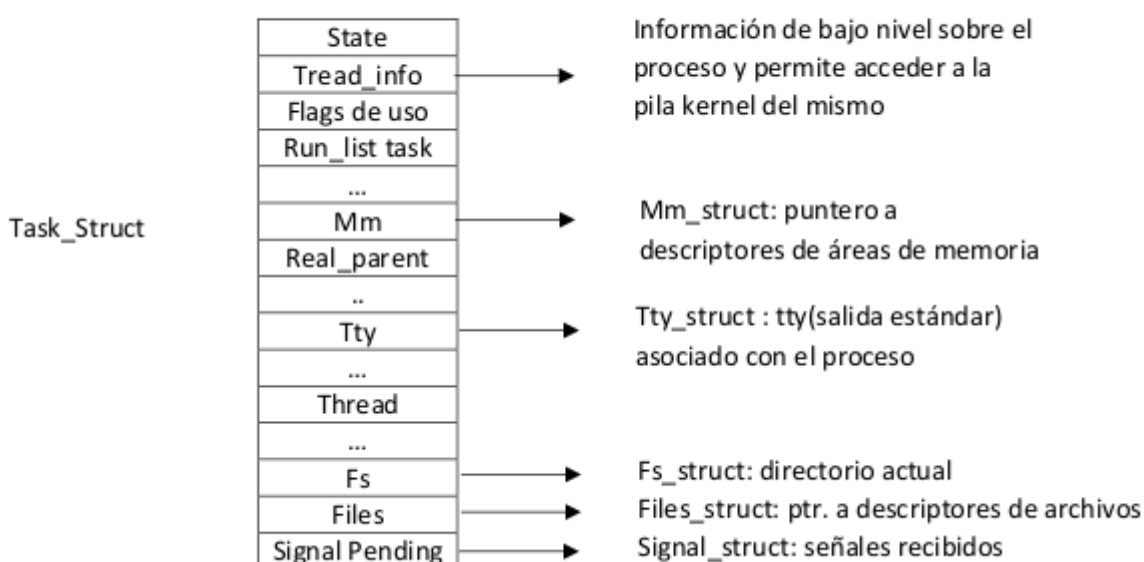 State
Tread_info
Flags de uso
Run_list task
...
Mm
Real_parent
..
Tty
...
Thread
...
Fs
Files
Signal Pending
Task_Struct
Información de bajo nivel sobre el
proceso y permite acceder a la
pila kernel del mismo
Mm_struct: puntero a
descriptores de áreas de memoria
Tty_struct : tty(salida estándar)
asociado con el proceso
Fs_struct: directorio actual
Files_struct: ptr. a descriptores de archivos
Signal_struct: señales recibidos